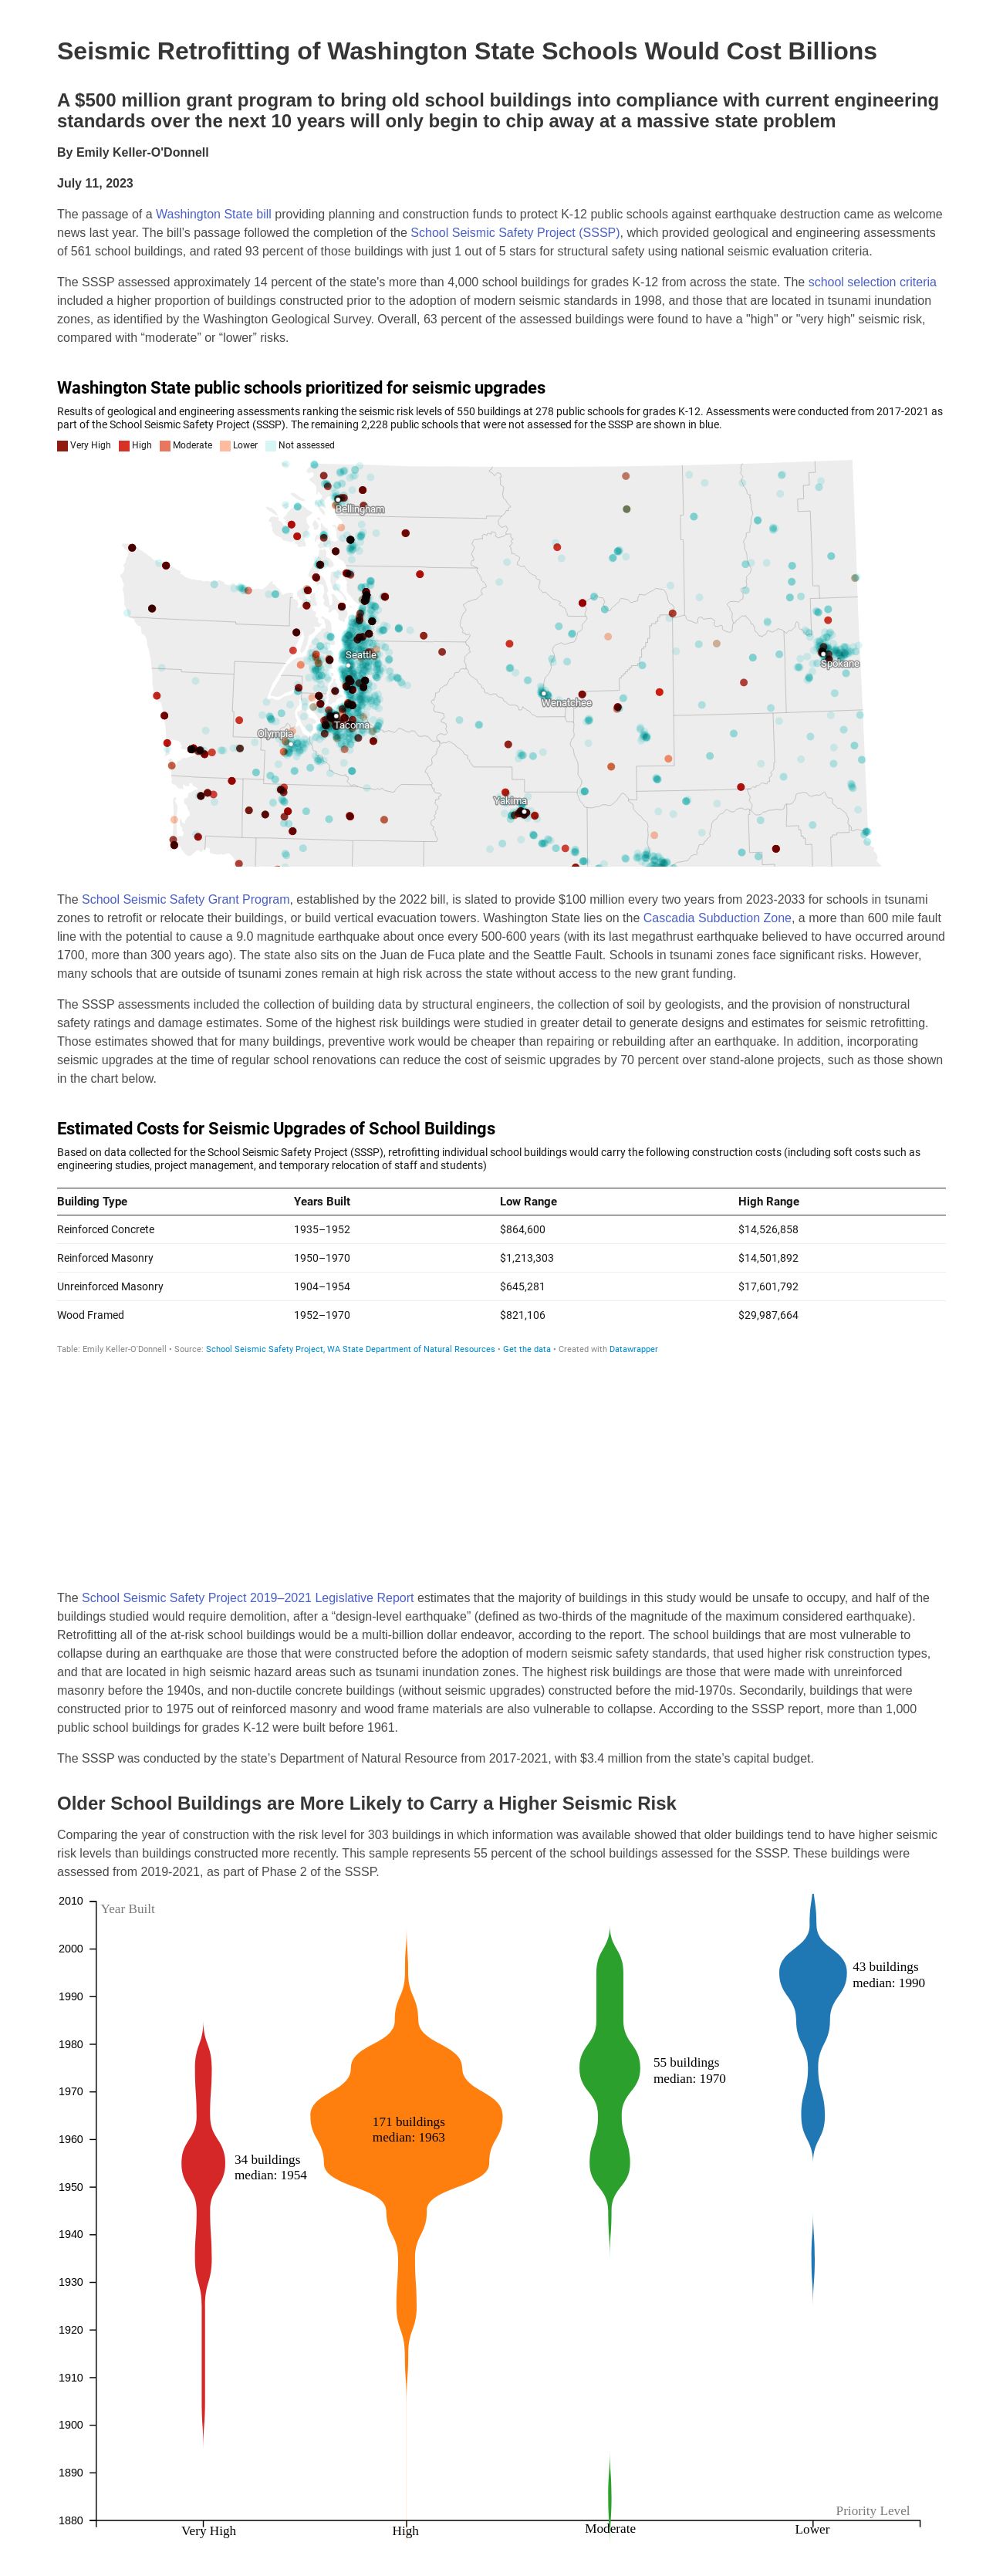 Seismic Retrofitting of Washington State Schools Would Cost Billions
A $500 million grant program to bring old school buildings into compliance with current engineering
standards over the next 10 years will only begin to chip away at a massive state problem
By Emily Keller-O'Donnell
July 11, 2023
The passage of a Washington State bill providing planning and construction funds to protect K-12 public schools against earthquake destruction came as welcome
news last year. The bill's passage followed the completion of the School Seismic Safety Project (SSSP), which provided geological and engineering assessments
of 561 school buildings, and rated 93 percent of those buildings with just 1 out of 5 stars for structural safety using national seismic evaluation criteria.
The SSSP assessed approximately 14 percent of the state's more than 4,000 school buildings for grades K-12 from across the state. The school selection criteria
included a higher proportion of buildings constructed prior to the adoption of modern seismic standards in 1998, and those that are located in tsunami inundation
zones, as identified by the Washington Geological Survey. Overall, 63 percent of the assessed buildings were found to have a "high" or "very high" seismic risk,
compared with “moderate” or “lower” risks.
Washington State public schools prioritized for seismic upgrades
Results of geological and engineering assessments ranking the seismic risk levels of 550 buildings at 278 public schools for grades K-12. Assessments were conducted from 2017-2021 as
part of the School Seismic Safety Project (SSSP). The remaining 2,228 public schools that were not assessed for the SSSP are shown in blue.
Very High High Moderate Lower Not assessed
Bellingham
Seattle
Spokane
Wenatchee
Tacoma
Olympia
Yakima
The School Seismic Safety Grant Program, established by the 2022 bill, is slated to provide $100 million every two years from 2023-2033 for schools in tsunami
zones to retrofit or relocate their buildings, or build vertical evacuation towers. Washington State lies on the Cascadia Subduction Zone, a more than 600 mile fault
line with the potential to cause a 9.0 magnitude earthquake about once every 500-600 years (with its last megathrust earthquake believed to have occurred around
1700, more than 300 years ago). The state also sits on the Juan de Fuca plate and the Seattle Fault. Schools in tsunami zones face significant risks. However,
many schools that are outside of tsunami zones remain at high risk across the state without access to the new grant funding.
The SSSP assessments included the collection of building data by structural engineers, the collection of soil by geologists, and the provision of nonstructural
safety ratings and damage estimates. Some of the highest risk buildings were studied in greater detail to generate designs and estimates for seismic retrofitting.
Those estimates showed that for many buildings, preventive work would be cheaper than repairing or rebuilding after an earthquake. In addition, incorporating
seismic upgrades at the time of regular school renovations can reduce the cost of seismic upgrades by 70 percent over stand-alone projects, such as those shown
in the chart below.
Estimated Costs for Seismic Upgrades of School Buildings
Based on data collected for the School Seismic Safety Project (SSSP), retrofitting individual school buildings would carry the following construction costs (including soft costs such as
engineering studies, project management, and temporary relocation of staff and students)
Building Type Years Built Low Range High Range
Reinforced Concrete 1935–1952 $864,600 $14,526,858
Reinforced Masonry 1950–1970 $1,213,303 $14,501,892
Unreinforced Masonry 1904–1954 $645,281 $17,601,792
Wood Framed 1952–1970 $821,106 $29,987,664
Table: Emily Keller-O'Donnell • Source: School Seismic Safety Project, WA State Department of Natural Resources • Get the data • Created with Datawrapper
The School Seismic Safety Project 2019–2021 Legislative Report estimates that the majority of buildings in this study would be unsafe to occupy, and half of the
buildings studied would require demolition, after a “design-level earthquake” (defined as two-thirds of the magnitude of the maximum considered earthquake).
Retrofitting all of the at-risk school buildings would be a multi-billion dollar endeavor, according to the report. The school buildings that are most vulnerable to
collapse during an earthquake are those that were constructed before the adoption of modern seismic safety standards, that used higher risk construction types,
and that are located in high seismic hazard areas such as tsunami inundation zones. The highest risk buildings are those that were made with unreinforced
masonry before the 1940s, and non-ductile concrete buildings (without seismic upgrades) constructed before the mid-1970s. Secondarily, buildings that were
constructed prior to 1975 out of reinforced masonry and wood frame materials are also vulnerable to collapse. According to the SSSP report, more than 1,000
public school buildings for grades K-12 were built before 1961.
The SSSP was conducted by the state’s Department of Natural Resource from 2017-2021, with $3.4 million from the state’s capital budget.
Older School Buildings are More Likely to Carry a Higher Seismic Risk
Comparing the year of construction with the risk level for 303 buildings in which information was available showed that older buildings tend to have higher seismic
risk levels than buildings constructed more recently. This sample represents 55 percent of the school buildings assessed for the SSSP. These buildings were
assessed from 2019-2021, as part of Phase 2 of the SSSP.
2010
Year Built
2000
43 buildings
median: 1990
1990
1980
55 buildings
median: 1970
1970
171 buildings
median: 1963
1960
34 buildings
median: 1954
1950
1940
1930
1920
1910
1900
1890
Priority Level
1880
Very High High Moderate Lower